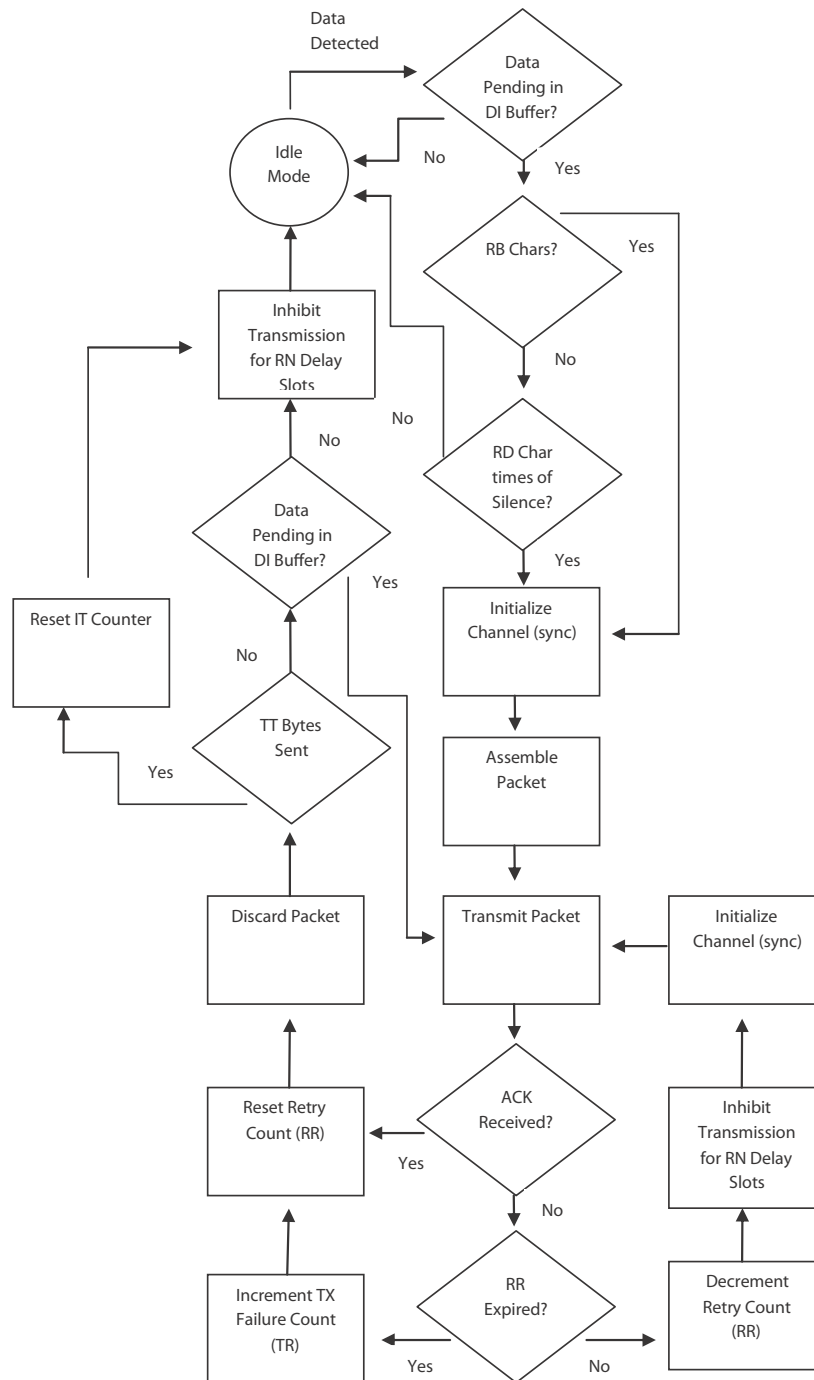 Data
Detected
Data
Pending in
DI Buffer?
Idle
Mode
No
Yes
RB Chars?
Yes
Inhibit
Transmission
for RN Delay
Slots
No
No
No
RD Char
times of
Silence?
Data
Pending in
DI Buffer?
Yes
Yes
Reset IT Counter
Initialize
Channel (sync)
No
TT Bytes
Sent
Yes
Assemble
Packet
Discard Packet
Transmit Packet
Initialize
Channel (sync)
Reset Retry
Count (RR)
ACK
Received?
Inhibit
Transmission
for RN Delay
Slots
Yes
No
Increment TX
Failure Count
(TR)
RR
Expired?
Decrement
Retry Count
(RR)
Yes
No